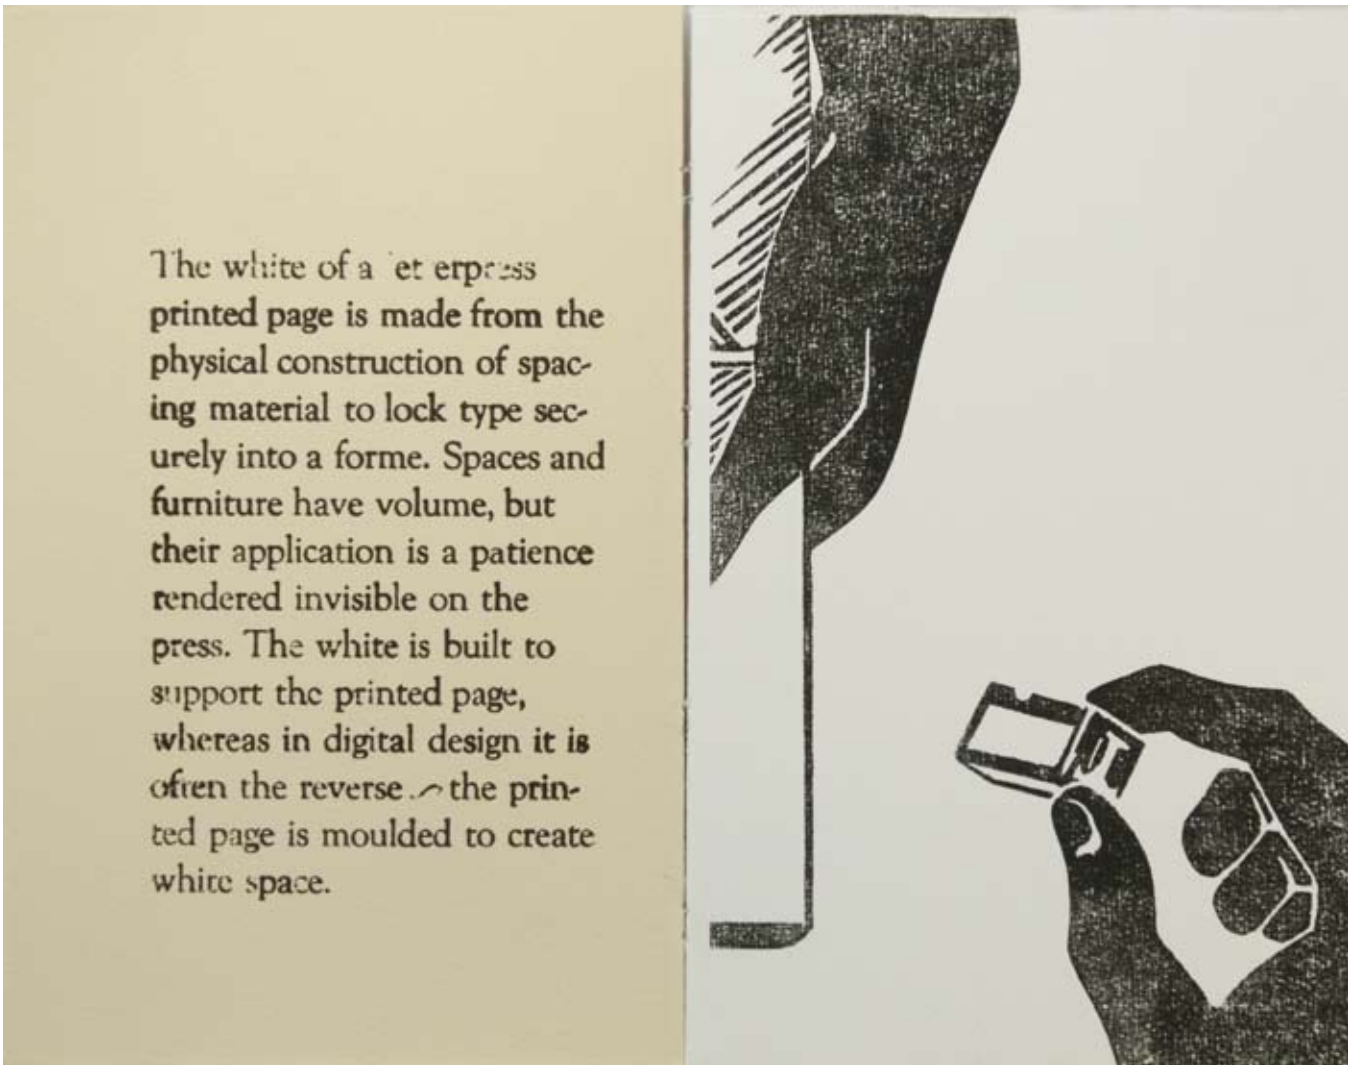 The white of a letterpress
printed page is made from the
physical construction of spac-
ing material to lock type sec-
urely into a forme. Spaces and
furniture have volume, but
their application is a patience
rendered invisible on the
press. The white is built to
support the printed page,
whereas in digital design it is
often the reverse – the prin-
ted page is moulded to create
white space.